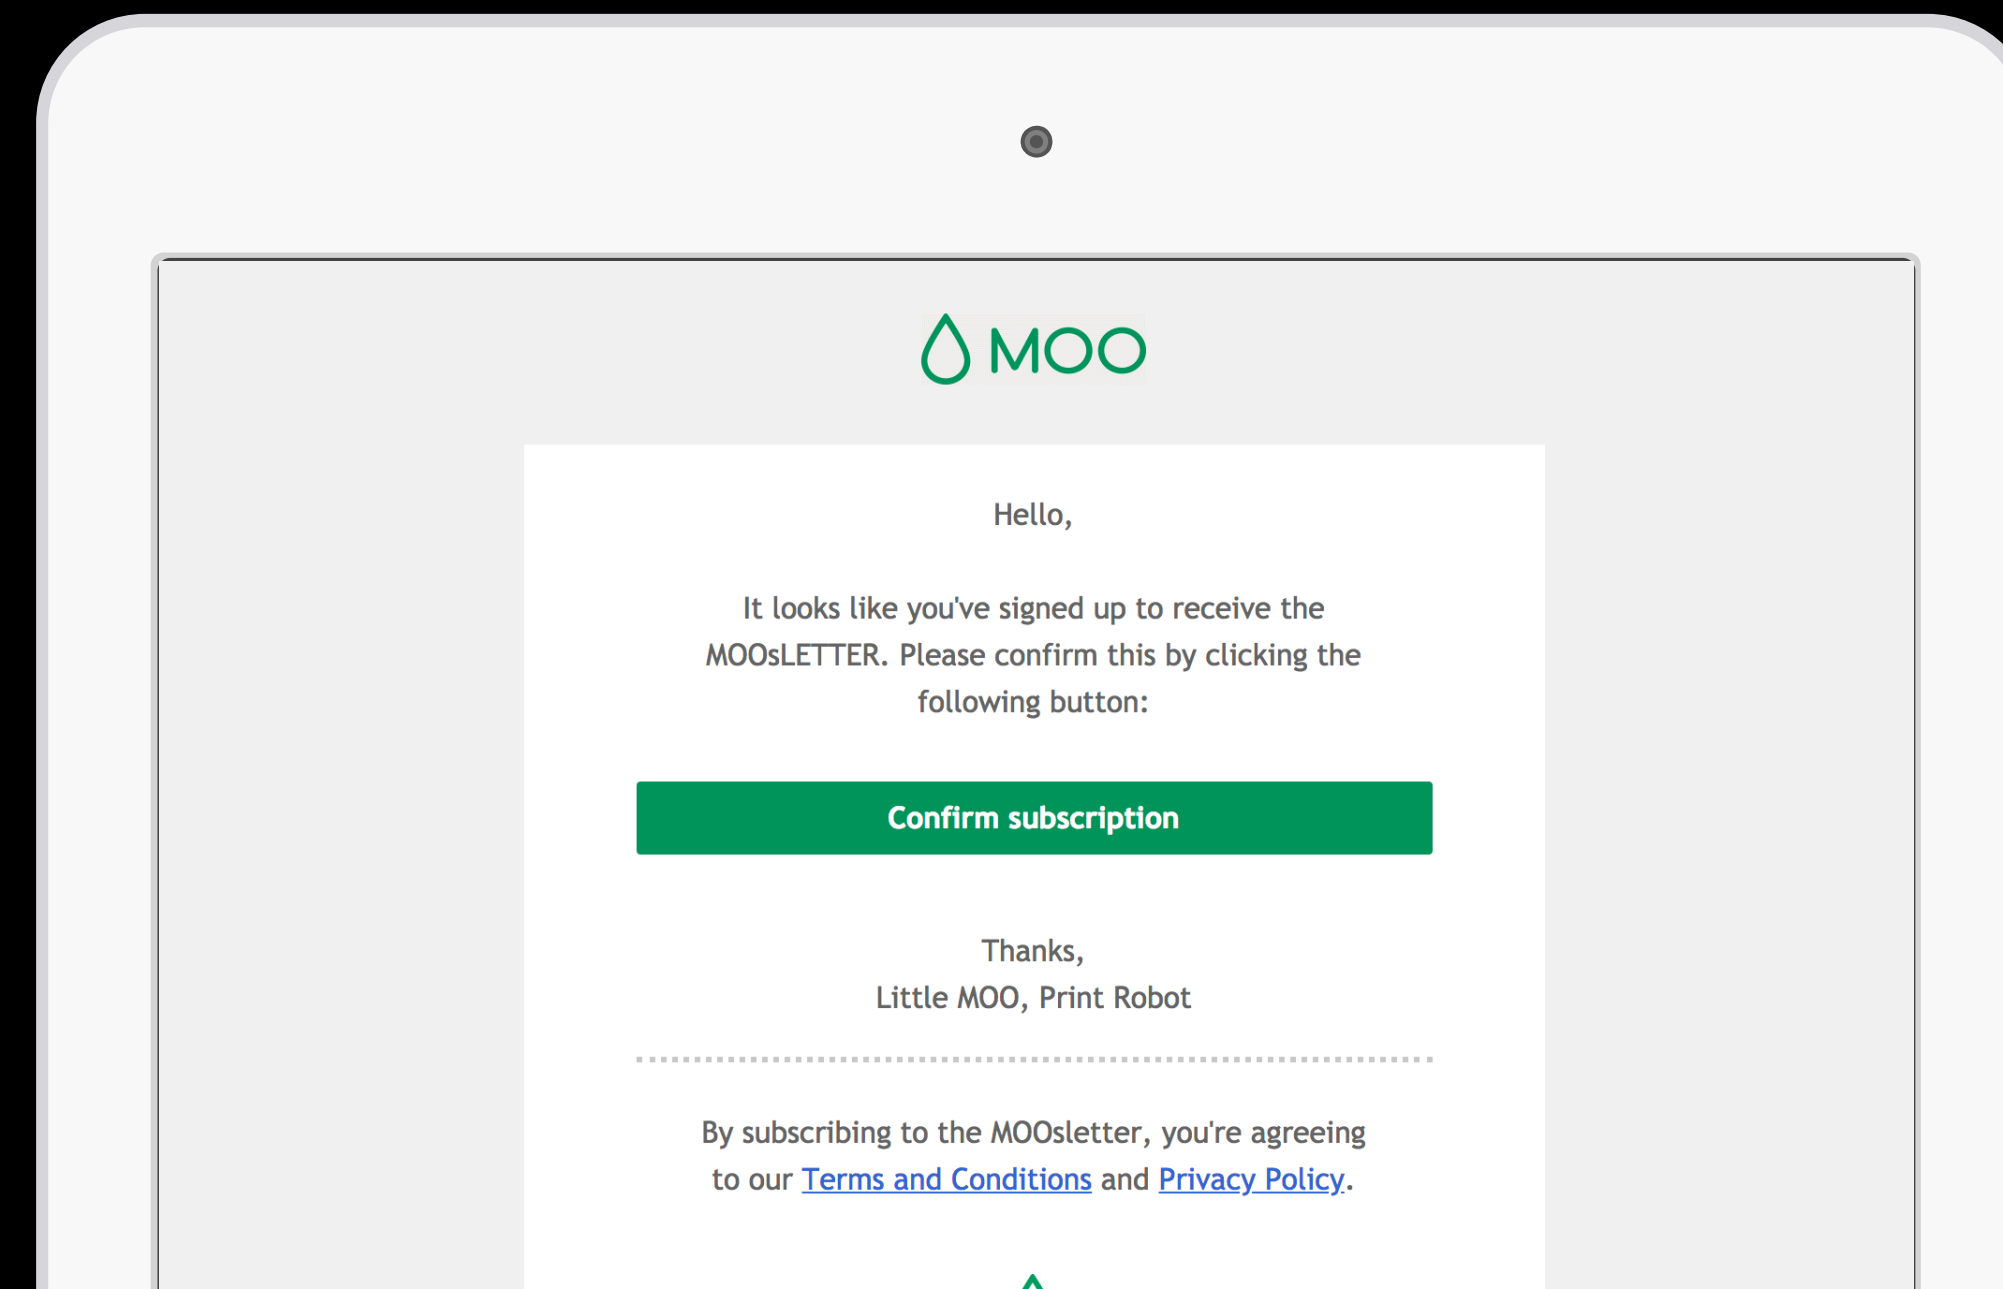 MOO
Hello,
It looks like you've signed up to receive the
MOOsLETTER. Please confirm this by clicking the
following button:
Confirm subscription
Thanks,
Little MOO, Print Robot
By subscribing to the MOOsletter, you're agreeing
to our Terms and Conditions and Privacy Policy.